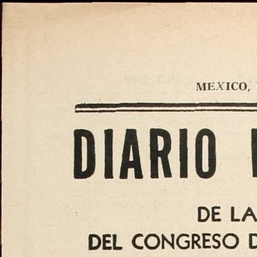 MEXICO,
DIARIO
DE LA
DEL CONGRESO D